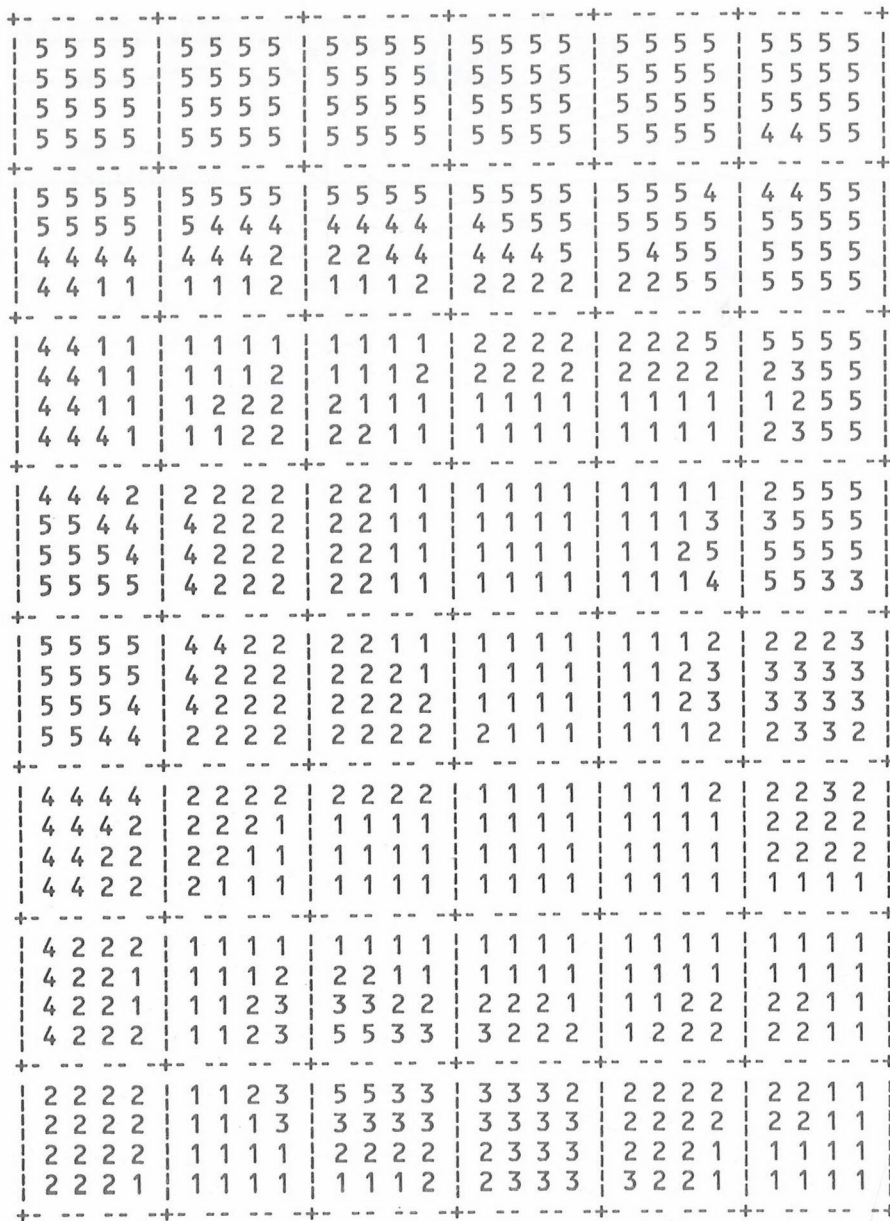 +- -- -- -+- -- -- -+- -- -- -+- -- -- -+- -- -- -+- -- -- -+
| 5 5 5 5 | 5 5 5 5 | 5 5 5 5 | 5 5 5 5 | 5 5 5 5 | 5 5 5 5 |
| 5 5 5 5 | 5 5 5 5 | 5 5 5 5 | 5 5 5 5 | 5 5 5 5 | 5 5 5 5 |
| 5 5 5 5 | 5 5 5 5 | 5 5 5 5 | 5 5 5 5 | 5 5 5 5 | 5 5 5 5 |
| 5 5 5 5 | 5 5 5 5 | 5 5 5 5 | 5 5 5 5 | 5 5 5 5 | 4 4 5 5 |
+- -- -- -+- -- -- -+- -- -- -+- -- -- -+- -- -- -+- -- -- -+
| 5 5 5 5 | 5 5 5 5 | 5 5 5 5 | 5 5 5 5 | 5 5 5 4 | 4 4 5 5 |
| 5 5 5 5 | 5 4 4 4 | 4 4 4 4 | 4 5 5 5 | 5 5 5 5 | 5 5 5 5 |
| 4 4 4 4 | 4 4 4 2 | 2 2 4 4 | 4 4 4 5 | 5 4 5 5 | 5 5 5 5 |
| 4 4 1 1 | 1 1 1 2 | 1 1 1 2 | 2 2 2 2 | 2 2 5 5 | 5 5 5 5 |
+- -- -- -+- -- -- -+- -- -- -+- -- -- -+- -- -- -+- -- -- -+
| 4 4 1 1 | 1 1 1 1 | 1 1 1 1 | 2 2 2 2 | 2 2 2 5 | 5 5 5 5 |
| 4 4 1 1 | 1 1 1 2 | 1 1 1 2 | 2 2 2 2 | 2 2 2 2 | 2 3 5 5 |
| 4 4 1 1 | 1 2 2 2 | 2 1 1 1 | 1 1 1 1 | 1 1 1 1 | 1 2 5 5 |
| 4 4 4 1 | 1 1 2 2 | 2 2 1 1 | 1 1 1 1 | 1 1 1 1 | 2 3 5 5 |
+- -- -- -+- -- -- -+- -- -- -+- -- -- -+- -- -- -+- -- -- -+
| 4 4 4 2 | 2 2 2 2 | 2 2 1 1 | 1 1 1 1 | 1 1 1 1 | 2 5 5 5 |
| 5 5 4 4 | 4 2 2 2 | 2 2 1 1 | 1 1 1 1 | 1 1 1 3 | 3 5 5 5 |
| 5 5 5 4 | 4 2 2 2 | 2 2 1 1 | 1 1 1 1 | 1 1 2 5 | 5 5 5 5 |
| 5 5 5 5 | 4 2 2 2 | 2 2 1 1 | 1 1 1 1 | 1 1 1 4 | 5 5 3 3 |
+- -- -- -+- -- -- -+- -- -- -+- -- -- -+- -- -- -+- -- -- -+
| 5 5 5 5 | 4 4 2 2 | 2 2 1 1 | 1 1 1 1 | 1 1 1 2 | 2 2 2 3 |
| 5 5 5 5 | 4 2 2 2 | 2 2 2 1 | 1 1 1 1 | 1 1 2 3 | 3 3 3 3 |
| 5 5 5 4 | 4 2 2 2 | 2 2 2 2 | 1 1 1 1 | 1 1 2 3 | 3 3 3 3 |
| 5 5 4 4 | 2 2 2 2 | 2 2 2 2 | 2 1 1 1 | 1 1 1 2 | 2 3 3 2 |
+- -- -- -+- -- -- -+- -- -- -+- -- -- -+- -- -- -+- -- -- -+
| 4 4 4 4 | 2 2 2 2 | 2 2 2 2 | 1 1 1 1 | 1 1 1 2 | 2 2 3 2 |
| 4 4 4 2 | 2 2 2 1 | 1 1 1 1 | 1 1 1 1 | 1 1 1 1 | 2 2 2 2 |
| 4 4 2 2 | 2 2 1 1 | 1 1 1 1 | 1 1 1 1 | 1 1 1 1 | 2 2 2 2 |
| 4 4 2 2 | 2 1 1 1 | 1 1 1 1 | 1 1 1 1 | 1 1 1 1 | 1 1 1 1 |
+- -- -- -+- -- -- -+- -- -- -+- -- -- -+- -- -- -+- -- -- -+
| 4 2 2 2 | 1 1 1 1 | 1 1 1 1 | 1 1 1 1 | 1 1 1 1 | 1 1 1 1 |
| 4 2 2 1 | 1 1 1 2 | 2 2 1 1 | 1 1 1 1 | 1 1 1 1 | 1 1 1 1 |
| 4 2 2 1 | 1 1 2 3 | 3 3 2 2 | 2 2 2 1 | 1 1 2 2 | 2 2 1 1 |
| 4 2 2 2 | 1 1 2 3 | 5 5 3 3 | 3 2 2 2 | 1 2 2 2 | 2 2 1 1 |
+- -- -- -+- -- -- -+- -- -- -+- -- -- -+- -- -- -+- -- -- -+
| 2 2 2 2 | 1 1 2 3 | 5 5 3 3 | 3 3 3 2 | 2 2 2 2 | 2 2 1 1 |
| 2 2 2 2 | 1 1 1 3 | 3 3 3 3 | 3 3 3 3 | 2 2 2 2 | 2 2 1 1 |
| 2 2 2 2 | 1 1 1 1 | 2 2 2 2 | 2 3 3 3 | 2 2 2 1 | 1 1 1 1 |
| 2 2 2 1 | 1 1 1 1 | 1 1 1 2 | 2 3 3 3 | 3 2 2 1 | 1 1 1 1 |
+- -- -- -+- -- -- -+- -- -- -+- -- -- -+- -- -- -+- -- -- -+